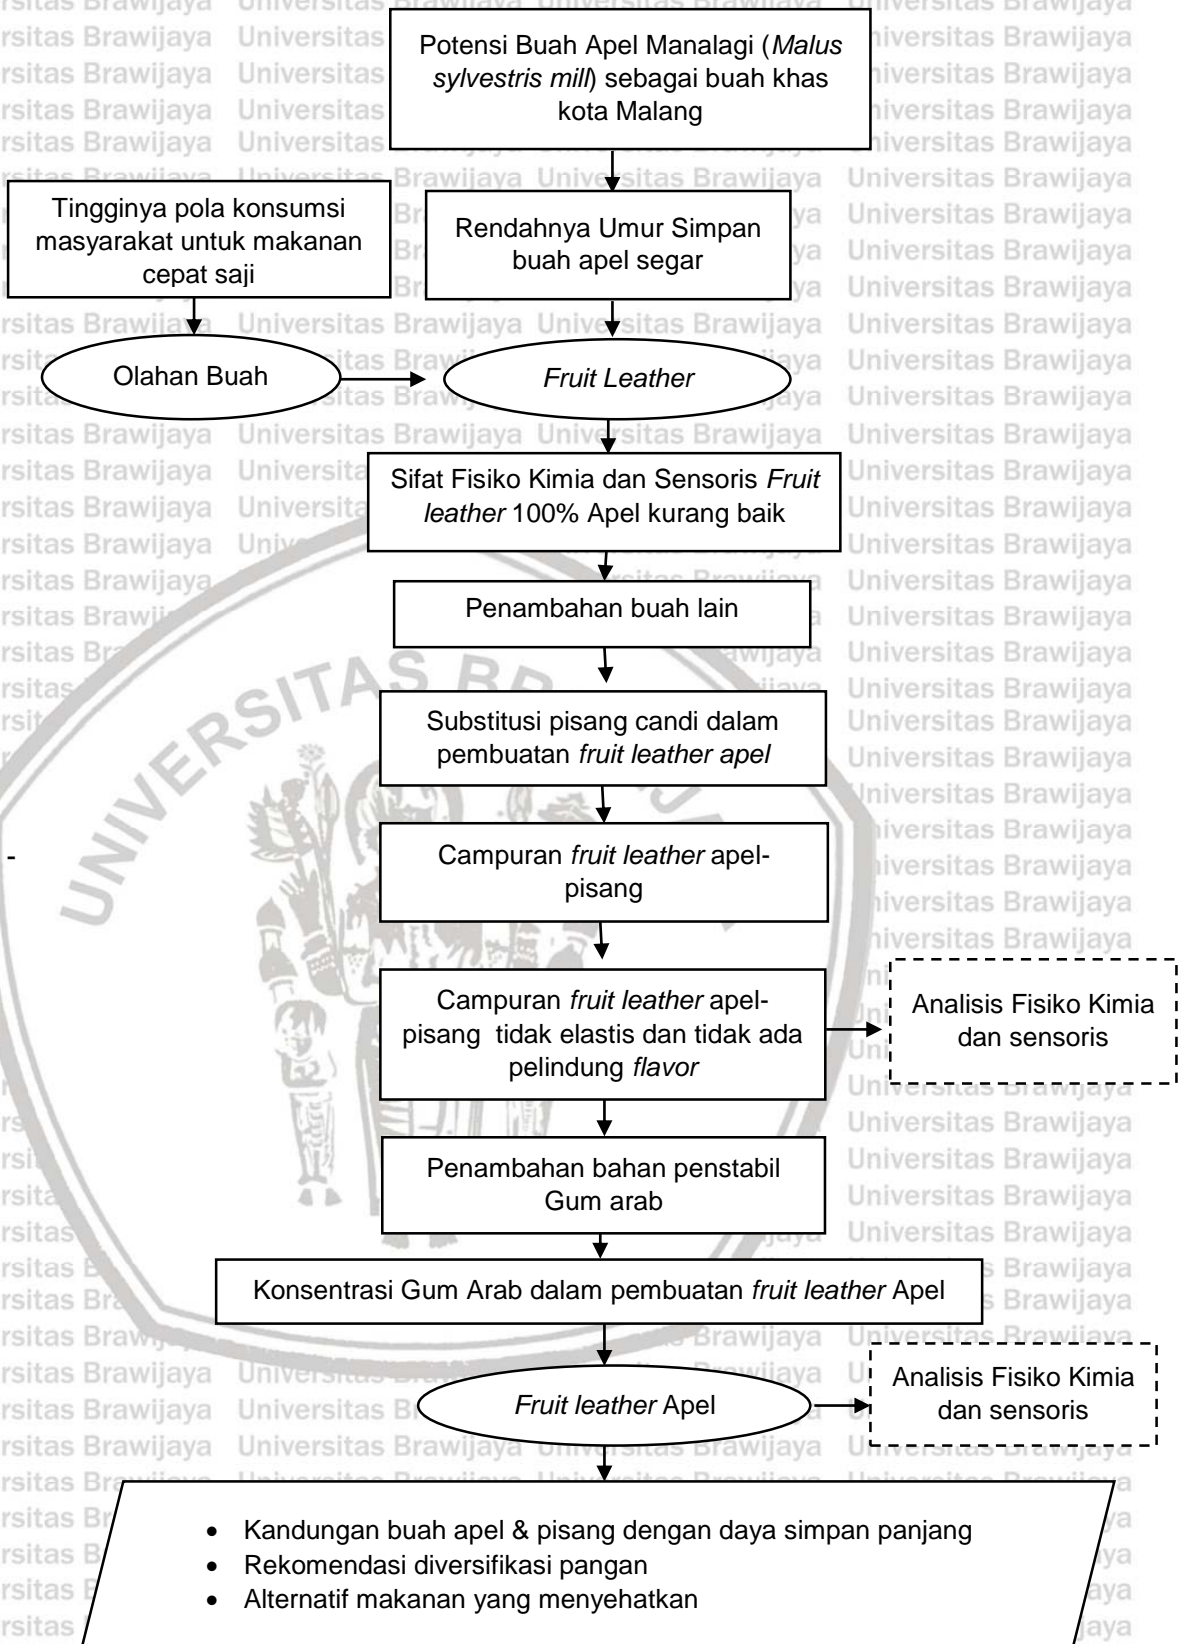 Potensi Buah Apel Manalagi (Malus
sylvestris mill) sebagai buah khas
kota Malang
Tingginya pola konsumsi
masyarakat untuk makanan
cepat saji
Rendahnya Umur Simpan
buah apel segar
Olahan Buah
Fruit Leather
Sifat Fisiko Kimia dan Sensoris Fruit
leather 100% Apel kurang baik
Penambahan buah lain
Substitusi pisang candi dalam
pembuatan fruit leather apel
Campuran fruit leather apel-
pisang
-
Campuran fruit leather apel-
pisang  tidak elastis dan tidak ada
pelindung flavor
Analisis Fisiko Kimia
dan sensoris
Penambahan bahan penstabil
Gum arab
Konsentrasi Gum Arab dalam pembuatan fruit leather Apel
Fruit leather Apel
Analisis Fisiko Kimia
dan sensoris
• Kandungan buah apel & pisang dengan daya simpan panjang
• Rekomendasi diversifikasi pangan
• Alternatif makanan yang menyehatkan